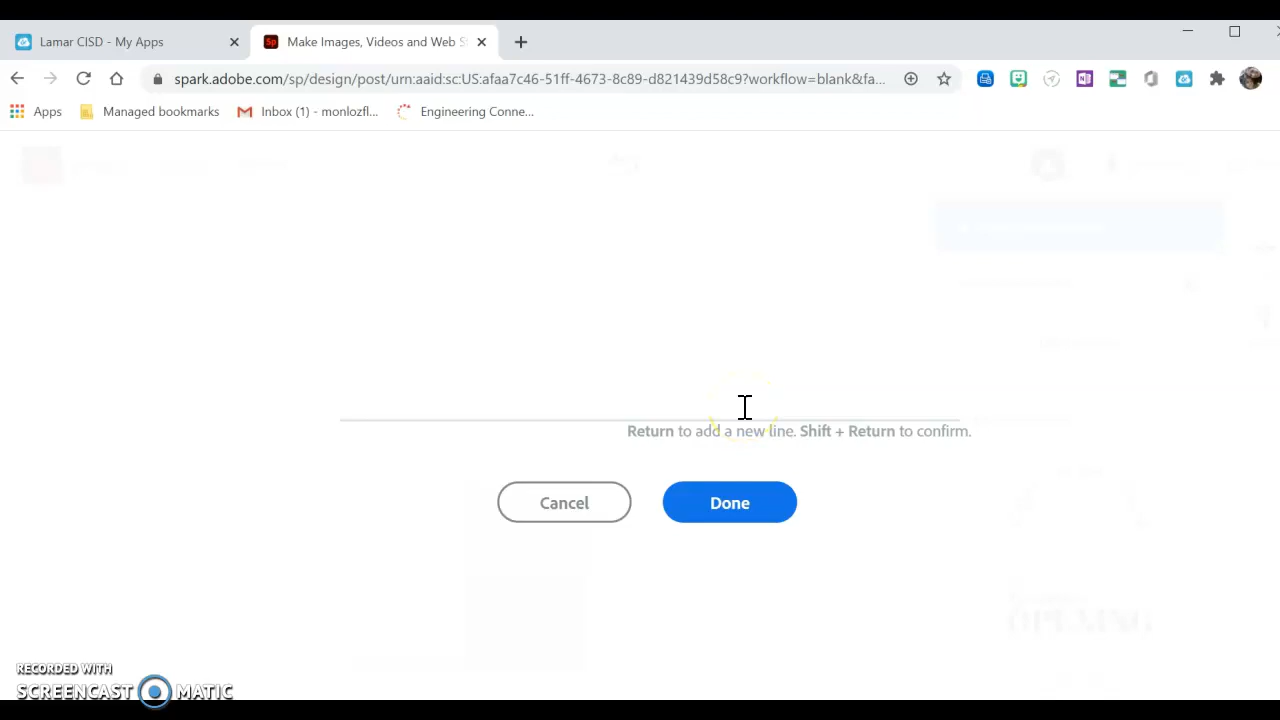 Lamar CISD - My Apps
Sp Make Images, Videos and Web S
spark.adobe.com/sp/design/post/urn:aaid:sc:US:afaa7c46-51ff-4673-8c89-d821439d58c9?workflow=blank&fa...
Apps Managed bookmarks Inbox (1) - monlozfl... Engineering Conne...
Return to add a new line. Shift + Return to confirm.
Cancel Done
OPENING
RECORDED WITH
SCREENCAST MATIC